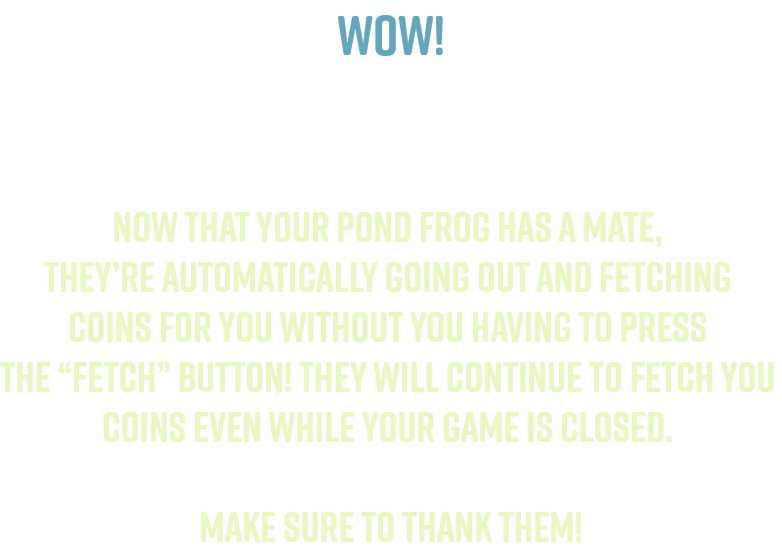 WOW!
NOW THAT YOUR POND FROG HAS A MATE,
THEY’RE AUTOMATICALLY GOING OUT AND FETCHING
COINS FOR YOU WITHOUT YOU HAVING TO PRESS
THE “FETCH” BUTTON! THEY WILL CONTINUE TO FETCH YOU
COINS EVEN WHILE YOUR GAME IS CLOSED.
MAKE SURE TO THANK THEM!